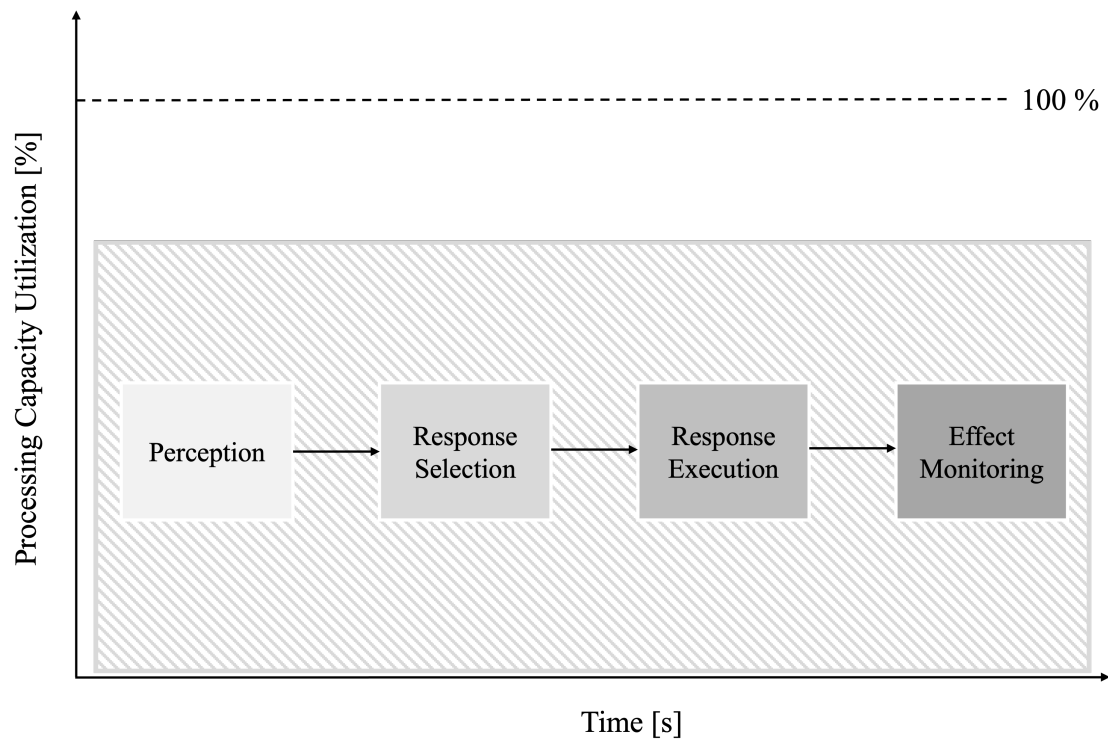 100 %
Processing Capacity Utilization [%]
Perception
Response
Selection
Response
Execution
Effect
Monitoring
Time [s]